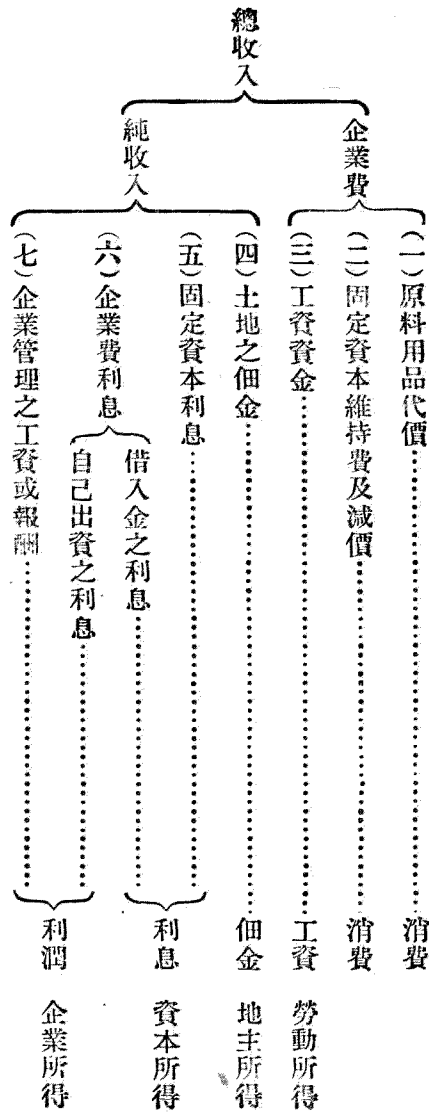 總收入
企業費
(一)原料用品代價………消費
(二)固定資本維持費及減價………消費
(三)工資資金………工資 勞動所得
純收入
(四)土地之佃金………佃金 地主所得
(五)固定資本利息………
(六)企業費利息
借入金之利息………
利息 資本所得
自己出資之利息………
(七)企業管理之工資或報酬………
利潤 企業所得